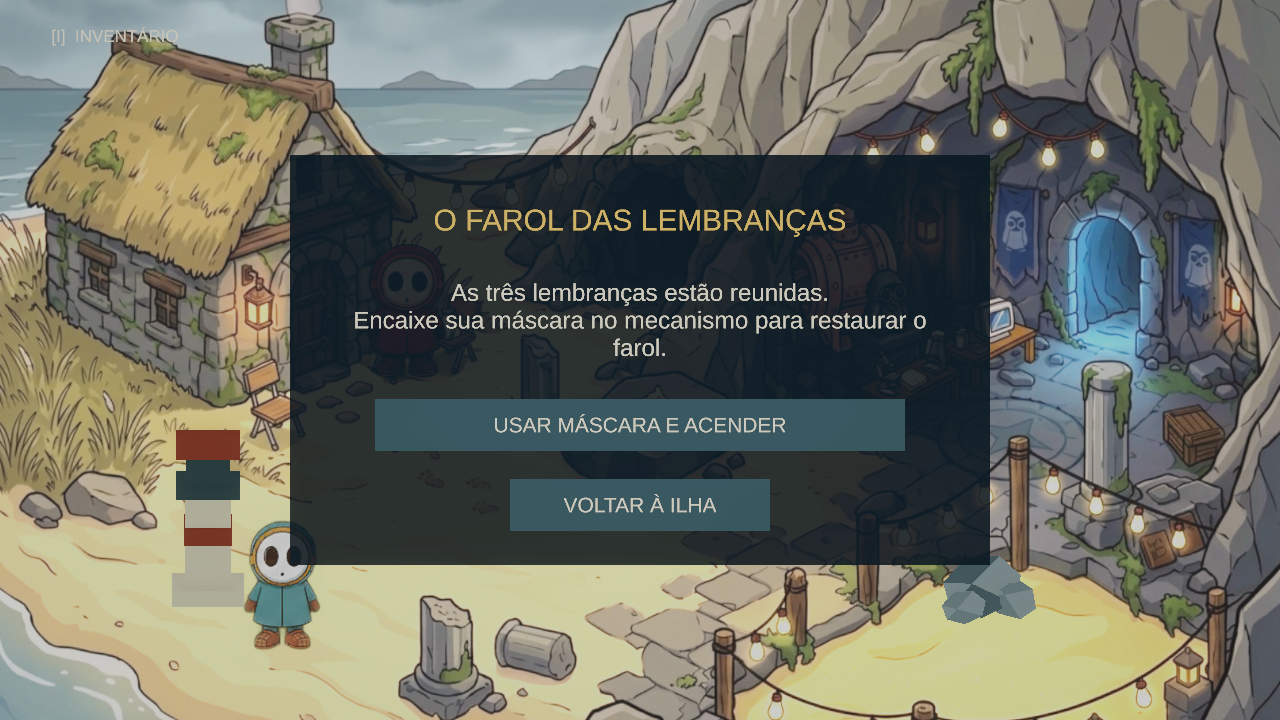 [I] INVENTÁRIO
O FAROL DAS LEMBRANÇAS
As três lembranças estão reunidas.
Encaixe sua máscara no mecanismo para restaurar o
farol.
USAR MÁSCARA E ACENDER
VOLTAR À ILHA